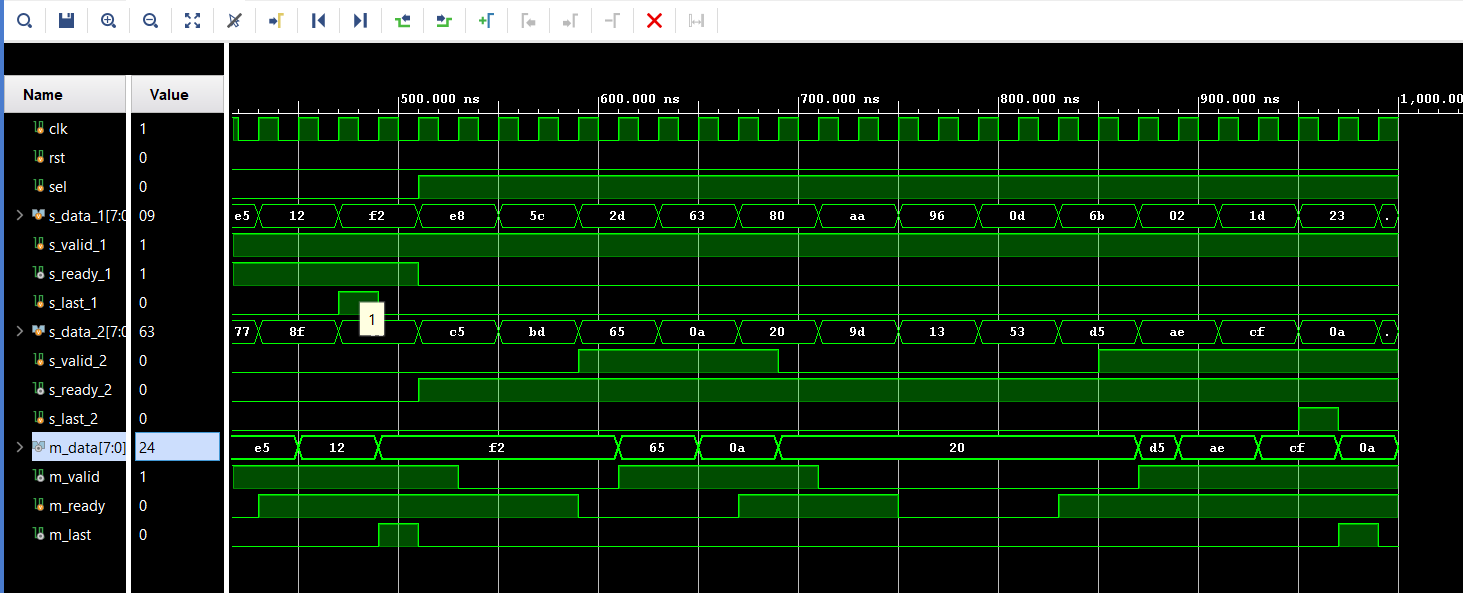 Name Value 500.000 ns 600.000 ns 700.000 ns 800.000 ns 900.000 ns 1,000.00
clk 1
rst 0
sel 0
s_data_1[7:0 09 e5 12 f2 e8 5c 2d 63 80 aa 96 0d 6b 02 1d 23 .
s_valid_1 1
s_ready_1 1
s_last_1 0
1
s_data_2[7:0 63 77 8f c5 bd 65 0a 20 9d 13 53 d5 ae cf 0a .
s_valid_2 0
s_ready_2 0
s_last_2 0
m_data[7:0] 24 e5 12 f2 65 0a 20 d5 ae cf 0a
m_valid 1
m_ready 0
m_last 0